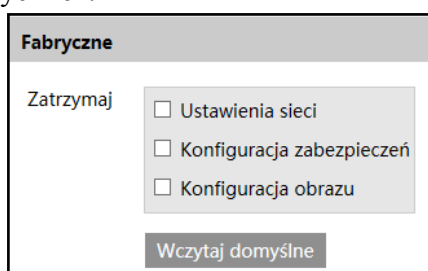 Fabryczne
Zatrzymaj
Ustawienia sieci
Konfiguracja zabezpieczeń
Konfiguracja obrazu
Wczytaj domyślne